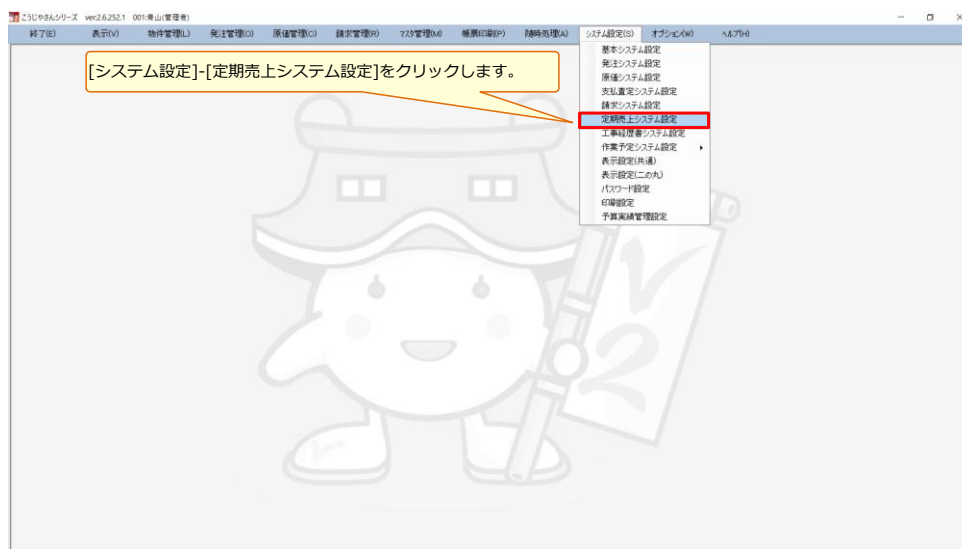 こうじやさんシリーズ ver:2.6.252.1 001:青山(管理者)
終了(E) 表示(V) 物件管理(L) 発注管理(O) 原価管理(C) 請求管理(R) マスタ管理(M) 帳票印刷(P) 随時処理(A) システム設定(S) オプション(W) ヘルプ(H)
[システム設定]-[定期売上システム設定]をクリックします。
基本システム設定
発注システム設定
原価システム設定
支払査定システム設定
請求システム設定
定期売上システム設定
工事経歴書システム設定
作業予定システム設定
表示設定(共通)
表示設定(二の丸)
パスワード設定
印刷設定
予算実績管理設定
V2